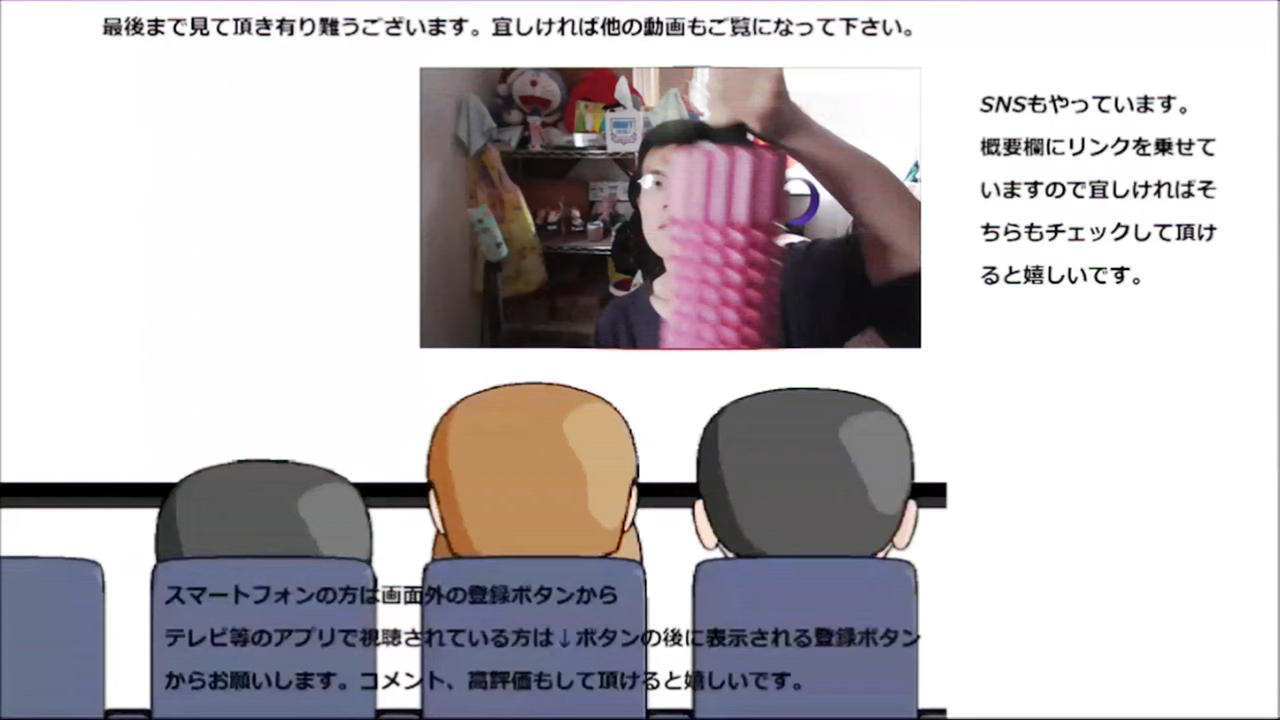 最後まで見て頂き有り難うございます。宜しければ他の動画もご覧になって下さい。
SNSもやっています。
概要欄にリンクを乗せて
いますので宜しければそ
ちらもチェックして頂け
ると嬉しいです。
スマートフォンの方は画面外の登録ボタンから
テレビ等のアプリで視聴されている方は↓ボタンの後に表示される登録ボタン
からお願いします。コメント、高評価もして頂けると嬉しいです。